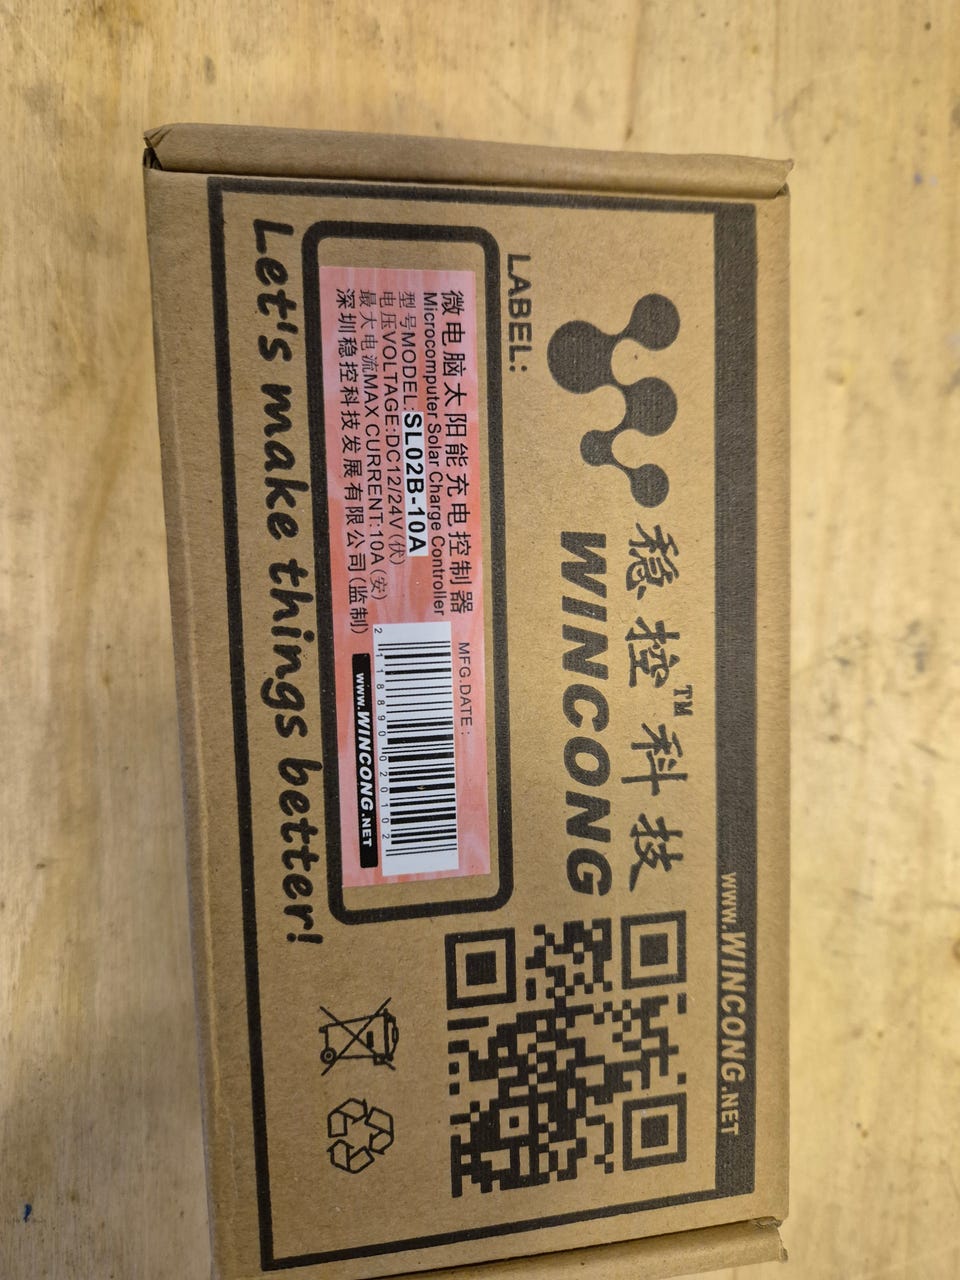 www.WINCONG.NET
稳控科技
TM
WINCONG
LABEL:
微电脑太阳能充电控制器
Microcomputer Solar Charge Controller
型号MODEL:SL02B-10A
电压VOLTAGE:DC12/24V(伏)
最大电流MAX CURRENT:10A(安)
深圳稳控科技发展有限公司(监制)
MFG.DATE:
2118890020102
www.WINCONG.NET
Let's make things better!